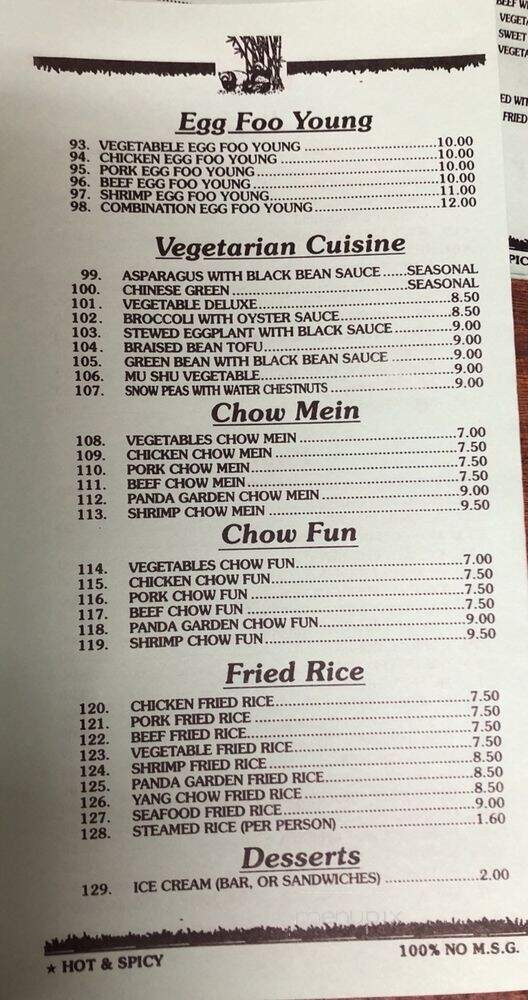 Egg Foo Young
93. VEGETABELE EGG FOO YOUNG ........................10.00
94. CHICKEN EGG FOO YOUNG ........................10.00
95. PORK EGG FOO YOUNG........................10.00
96. BEEF EGG FOO YOUNG........................10.00
97. SHRIMP EGG FOO YOUNG........................11.00
98. COMBINATION EGG FOO YOUNG........................12.00
Vegetarian Cuisine
99. ASPARAGUS WITH BLACK BEAN SAUCE ......SEASONAL
100. CHINESE GREEN........................SEASONAL
101. VEGETABLE DELUXE........................8.50
102. BROCCOLI WITH OYSTER SAUCE........................8.50
103. STEWED EGGPLANT WITH BLACK SAUCE ............9.00
104. BRAISED BEAN TOFU........................9.00
105. GREEN BEAN WITH BLACK BEAN SAUCE ............9.00
106. MU SHU VEGETABLE........................9.00
107. SNOW PEAS WITH WATER CHESTNUTS ........................9.00
Chow Mein
108. VEGETABLES CHOW MEIN ........................7.00
109. CHICKEN CHOW MEIN ........................7.50
110. PORK CHOW MEIN........................7.50
111. BEEF CHOW MEIN........................7.50
112. PANDA GARDEN CHOW MEIN ........................9.00
113. SHRIMP CHOW MEIN ........................9.50
Chow Fun
114. VEGETABLES CHOW FUN........................7.00
115. CHICKEN CHOW FUN........................7.50
116. PORK CHOW FUN ........................7.50
117. BEEF CHOW FUN ........................7.50
118. PANDA GARDEN CHOW FUN........................9.00
119. SHRIMP CHOW FUN........................9.50
Fried Rice
120. CHICKEN FRIED RICE........................7.50
121. PORK FRIED RICE ........................7.50
122. BEEF FRIED RICE........................7.50
123. VEGETABLE FRIED RICE........................7.50
124. SHRIMP FRIED RICE........................8.50
125. PANDA GARDEN FRIED RICE........................8.50
126. YANG CHOW FRIED RICE ........................8.50
127. SEAFOOD FRIED RICE........................9.00
128. STEAMED RICE (PER PERSON) ........................1.60
Desserts
129. ICE CREAM (BAR, OR SANDWICHES) ..................2.00
★ HOT & SPICY
100% NO M.S.G.
menupix
SWEET
FRIED